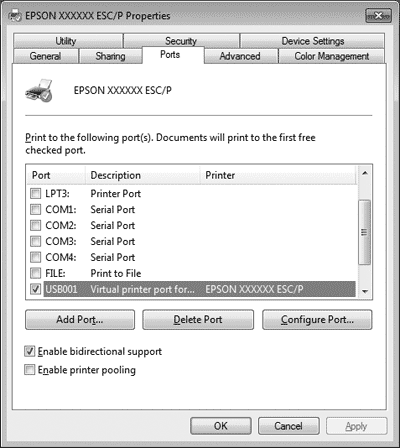 EPSON XXXXXX ESC/P Properties
Utility Security Device Settings
General Sharing Ports Advanced Color Management
EPSON XXXXXX ESC/P
Print to the following port(s). Documents will print to the first free
checked port.
Port Description Printer
LPT3: Printer Port
COM1: Serial Port
COM2: Serial Port
COM3: Serial Port
COM4: Serial Port
FILE: Print to File
USB001 Virtual printer port for... EPSON XXXXXX ESC/P
Add Port... Delete Port Configure Port...
Enable bidirectional support
Enable printer pooling
OK Cancel Apply